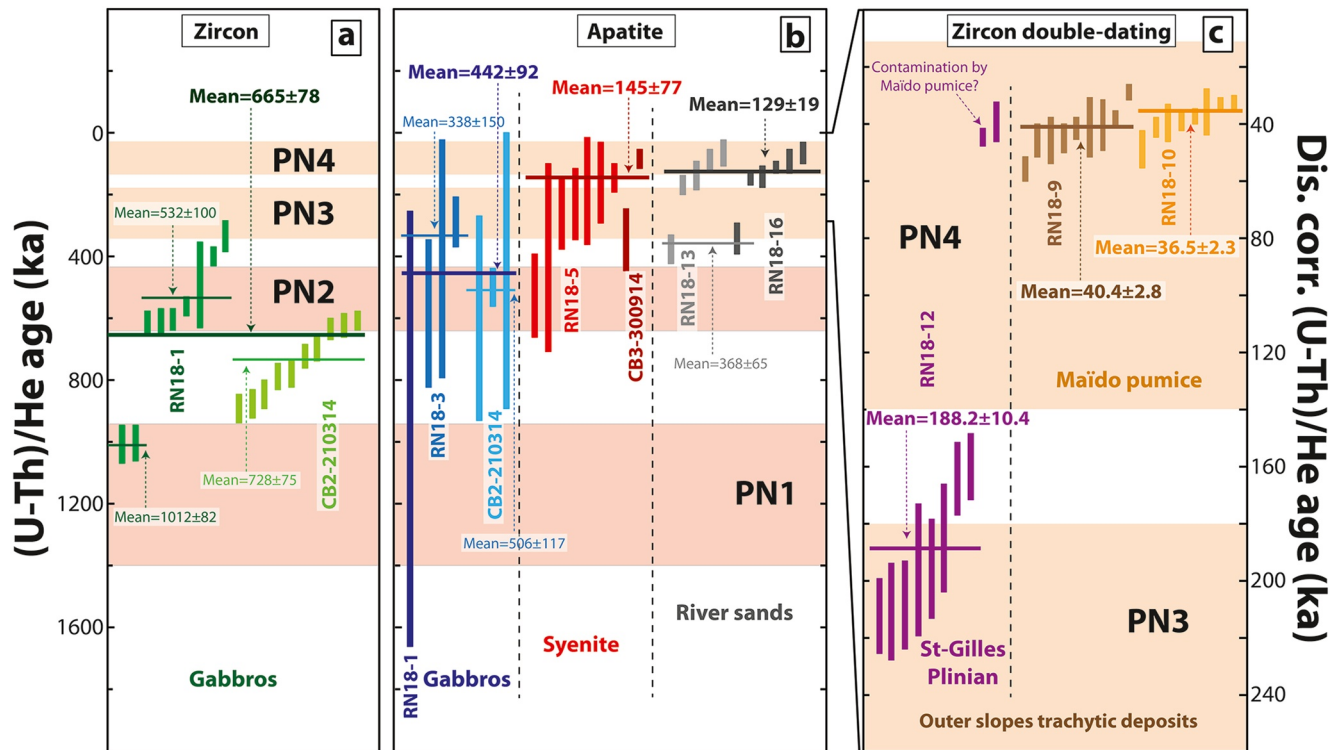 (U-Th)/He age (ka)
0
400
800
1200
1600
Zircon
a
Mean=665±78
PN4
PN3
PN2
Mean=532±100
RN18-1
Mean=1012±82
Mean=728±75
CB2-210314
Gabbros
Apatite
b
Mean=442±92
Mean=338±150
Mean=145±77
Mean=129±19
RN18-3
CB2-210314
RN18-5
CB3-300914
RN18-13
RN18-16
Mean=368±65
Mean=506±117
PN1
RN18-1
Gabbros
Syenite
River sands
Zircon double-dating
c
Contamination by
Maïdo pumice?
PN4
RN18-9
RN18-10
Mean=36.5±2.3
Mean=40.4±2.8
RN18-12
Maïdo pumice
Mean=188.2±10.4
PN3
St-Gilles
Plinian
Outer slopes trachytic deposits
40
80
120
160
200
240
Dis. corr. (U-Th)/He age (ka)